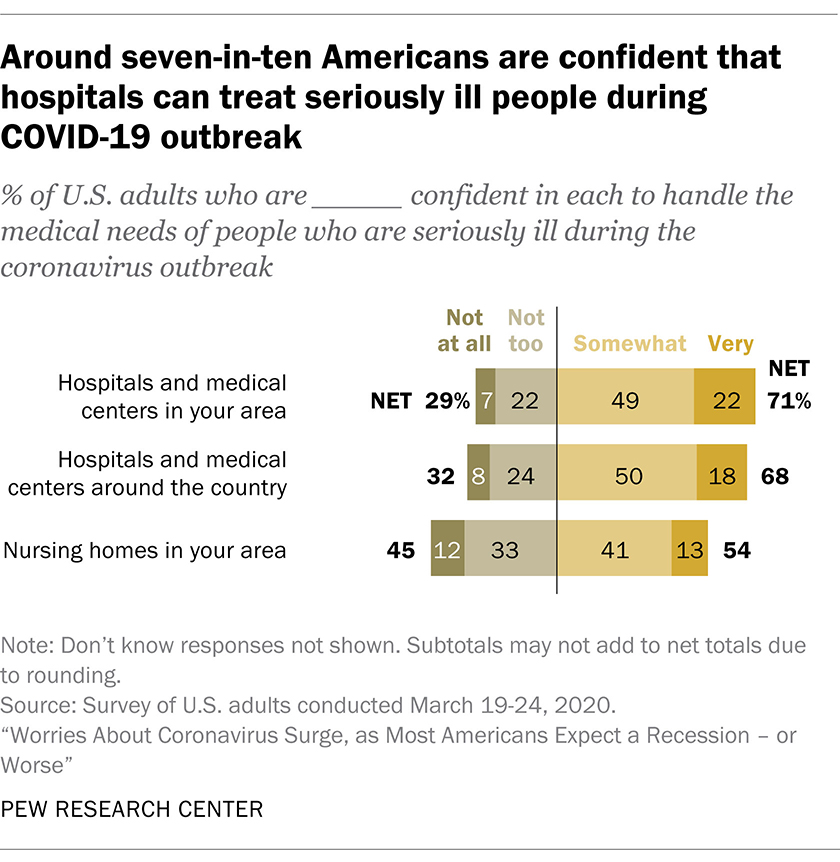 Around seven-in-ten Americans are confident that
hospitals can treat seriously ill people during
COVID-19 outbreak
% of U.S. adults who are ______ confident in each to handle the
medical needs of people who are seriously ill during the
coronavirus outbreak
Not at all
Not too
Somewhat
Very
NET
Hospitals and medical
centers in your area
NET 29% 7 22 49 22 71%
Hospitals and medical
centers around the country
32 8 24 50 18 68
Nursing homes in your area 45 12 33 41 13 54
Note: Don’t know responses not shown. Subtotals may not add to net totals due
to rounding.
Source: Survey of U.S. adults conducted March 19-24, 2020.
“Worries About Coronavirus Surge, as Most Americans Expect a Recession – or
Worse”
PEW RESEARCH CENTER